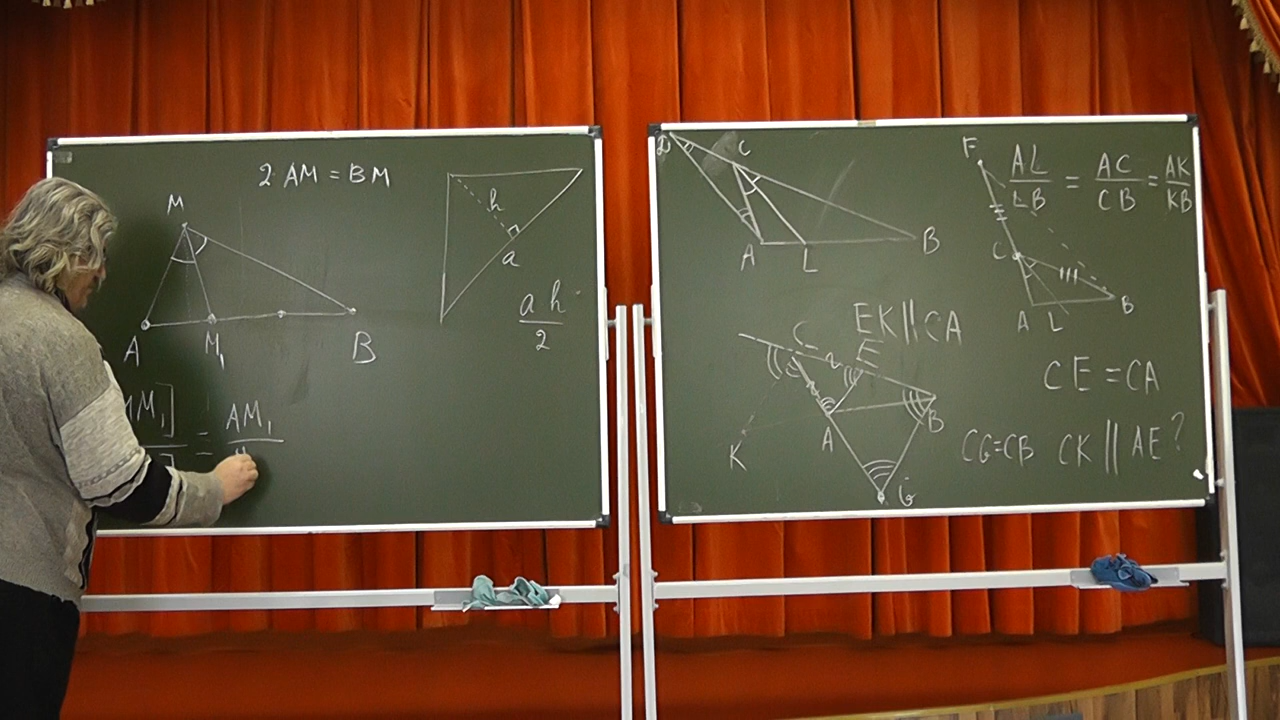 2 AM = BM
M
h
a
A M₁ B
a h
2
MM₁]
= AM₁
D C
A L B
F
AL/LB = AC/CB = AK/KB
C
A L B
EK || CA
C E
A B
K
G
CE = CA
CG=CB CK || AE?